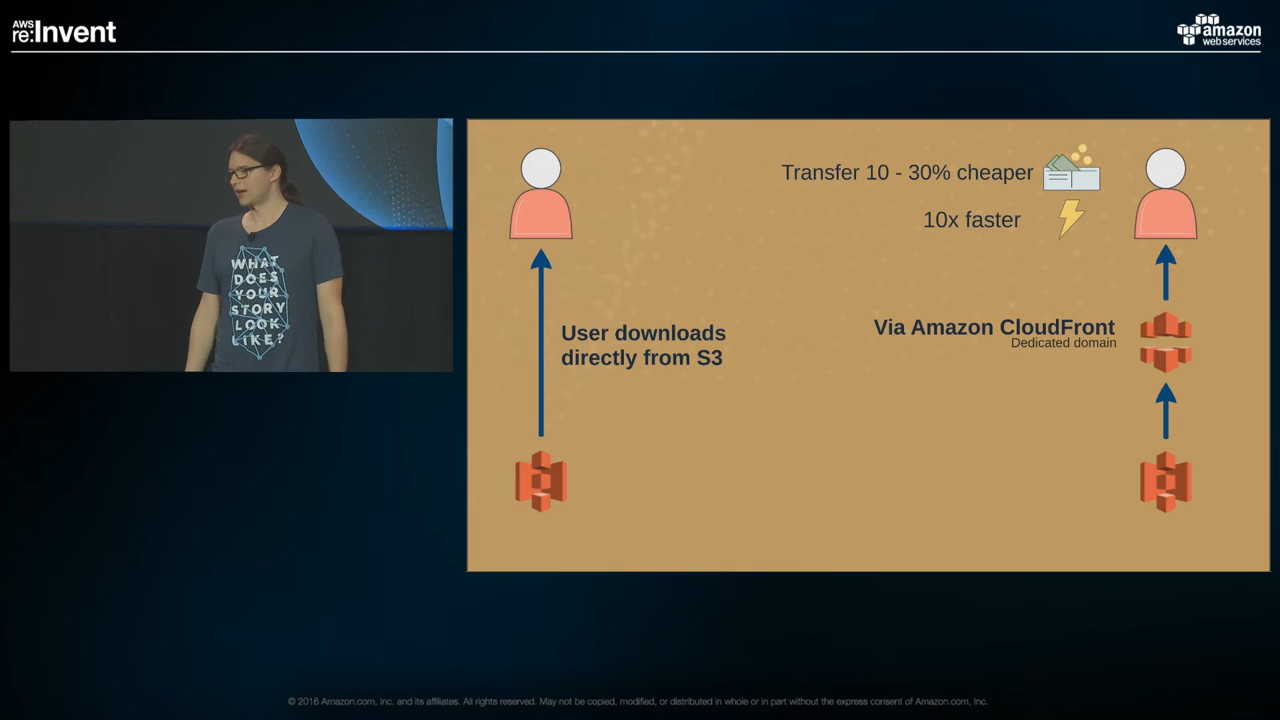 AWS
re:Invent
amazon
webservices
WHAT
DOES
YOUR
STORY
LOOK
LIKE?
Transfer 10 - 30% cheaper
10x faster
User downloads
directly from S3
Via Amazon CloudFront
Dedicated domain
© 2016 Amazon.com, Inc. and its affiliates. All rights reserved. May not be copied, modified, or distributed in whole or in part without the express consent of Amazon.com, Inc.